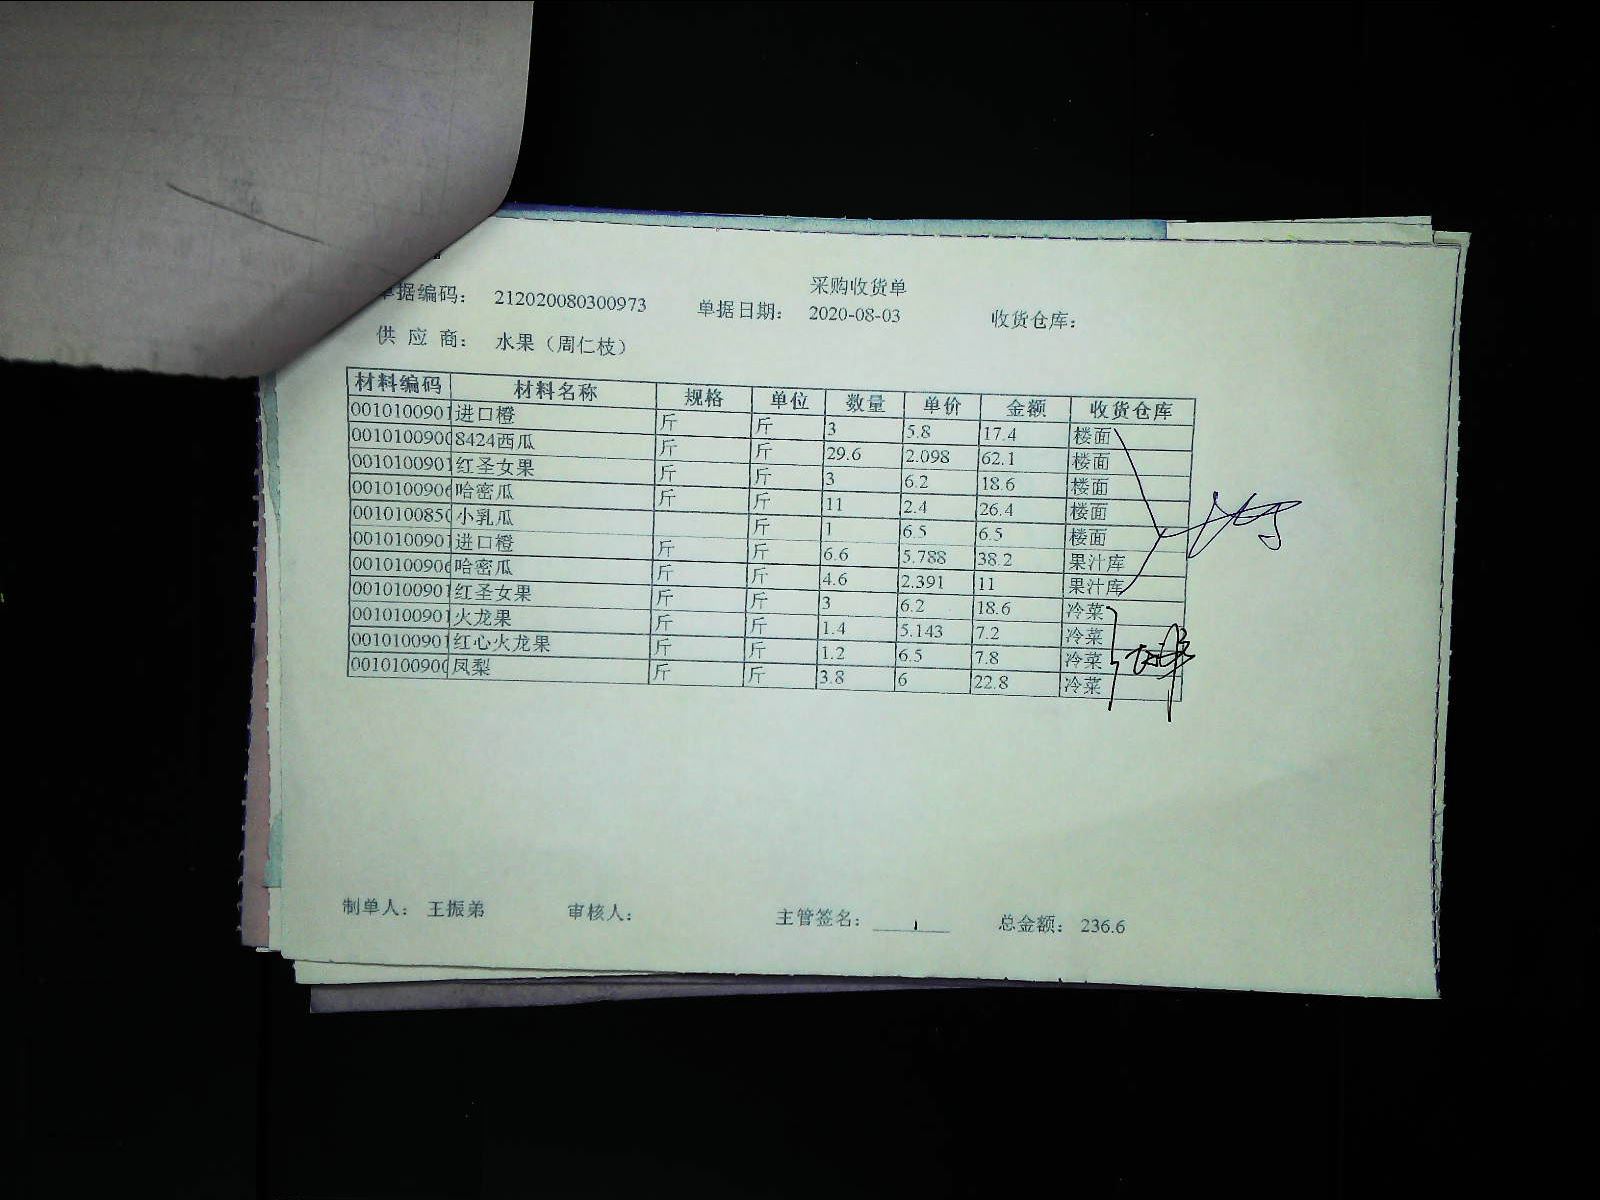 采购收货单
单据编码： 212020080300973 单据日期： 2020-08-03 收货仓库：
供 应 商： 水果（周仁枝）
材料编码 材料名称 规格 单位 数量 单价 金额 收货仓库
0010100901 进口橙 斤 斤 3 5.8 17.4 楼面
0010100900 8424西瓜 斤 斤 29.6 2.098 62.1 楼面
0010100901 红圣女果 斤 斤 3 6.2 18.6 楼面
0010100906 哈密瓜 斤 斤 11 2.4 26.4 楼面
0010100850 小乳瓜 斤 1 6.5 6.5 楼面
0010100901 进口橙 斤 斤 6.6 5.788 38.2 果汁库
0010100906 哈密瓜 斤 斤 4.6 2.391 11 果汁库
0010100901 红圣女果 斤 斤 3 6.2 18.6 冷菜
0010100901 火龙果 斤 斤 1.4 5.143 7.2 冷菜
0010100901 红心火龙果 斤 斤 1.2 6.5 7.8 冷菜
0010100900 凤梨 斤 斤 3.8 6 22.8 冷菜
制单人： 王振弟 审核人： 主管签名： 总金额： 236.6